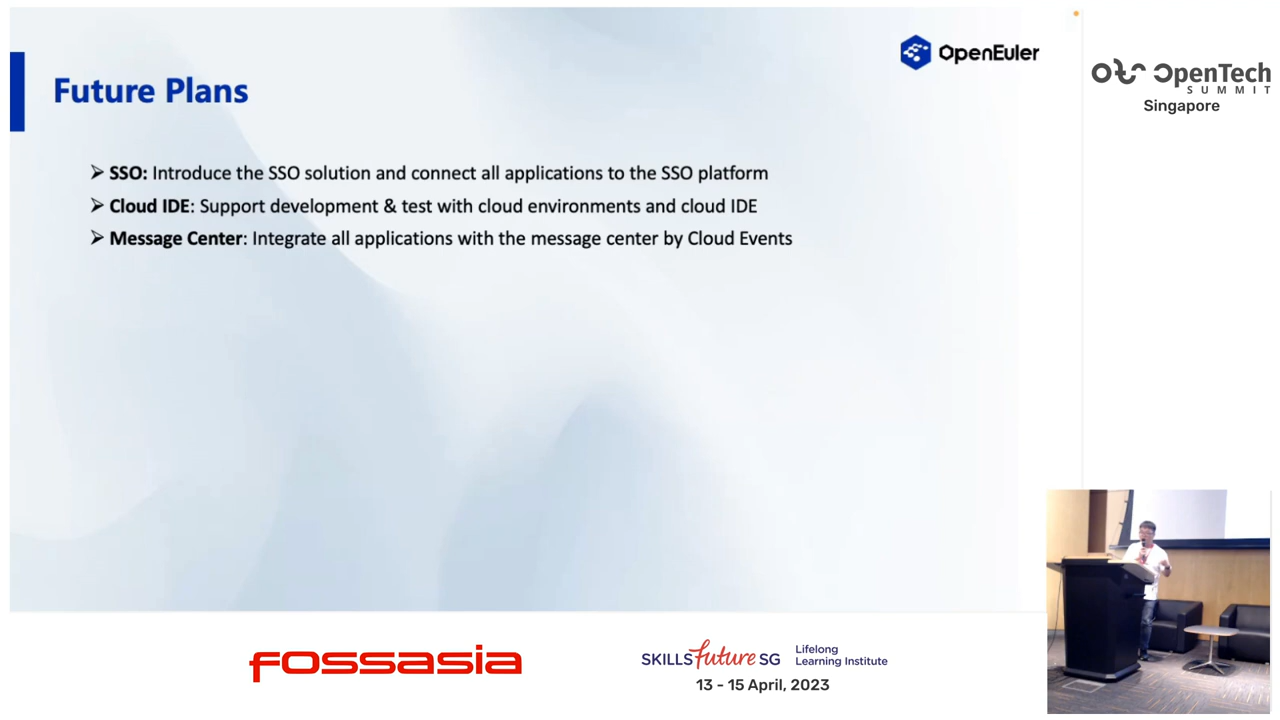 OpenEuler
OpenTech
SUMMIT
Singapore
Future Plans
➢ SSO: Introduce the SSO solution and connect all applications to the SSO platform
➢ Cloud IDE: Support development & test with cloud environments and cloud IDE
➢ Message Center: Integrate all applications with the message center by Cloud Events
fossasia
SKILLSfuture SG
Lifelong
Learning Institute
13 - 15 April, 2023